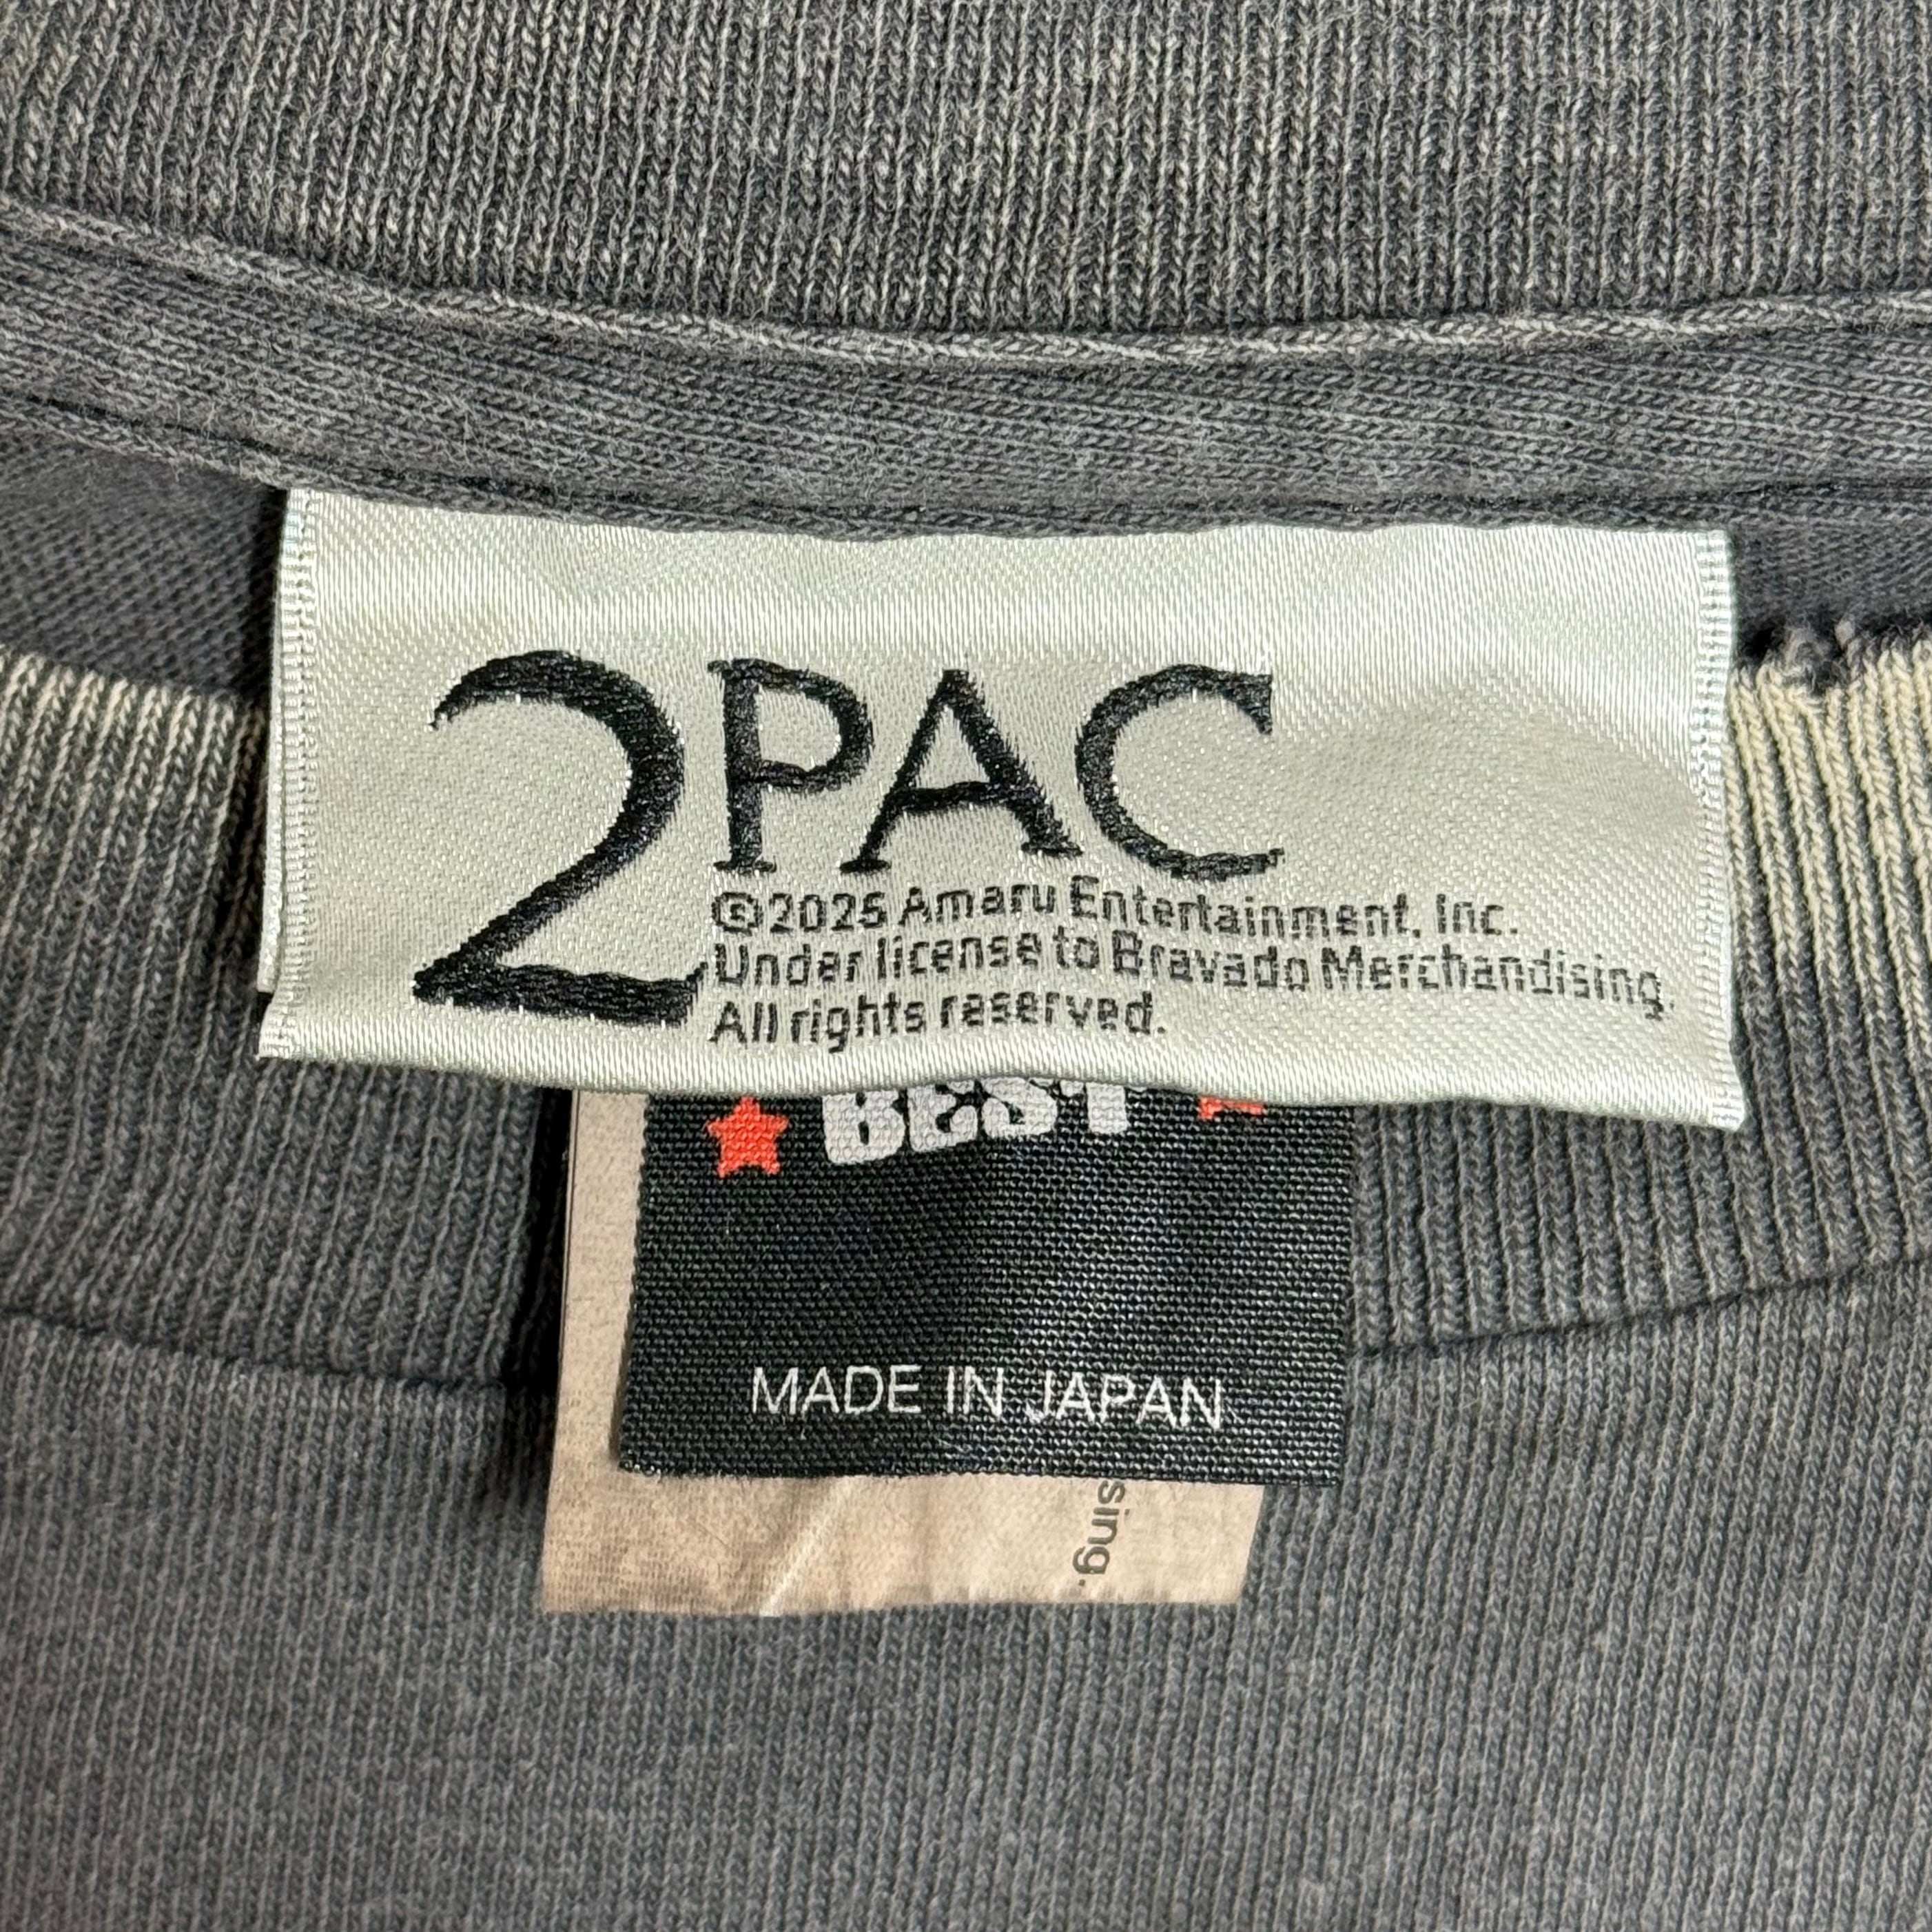 2PAC
©2025 Amaru Entertainment, Inc.
Under license to Bravado Merchandising.
All rights reserved.
BEST
MADE IN JAPAN
sing.